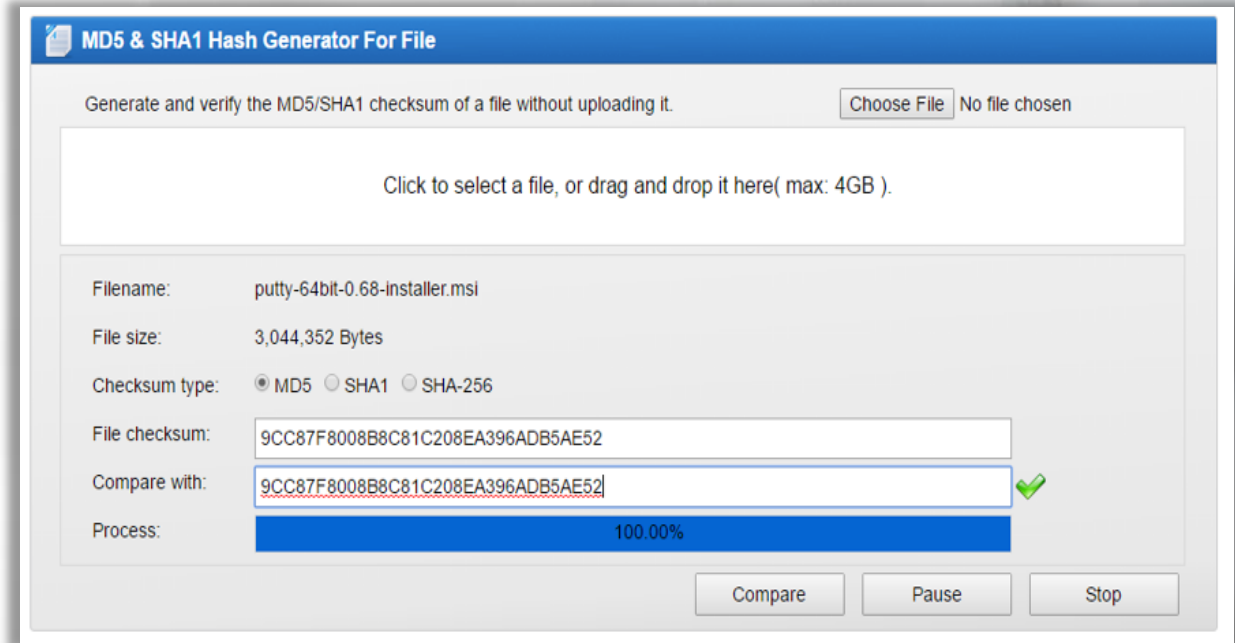 MD5 & SHA1 Hash Generator For File
Generate and verify the MD5/SHA1 checksum of a file without uploading it. Choose File No file chosen
Click to select a file, or drag and drop it here( max: 4GB ).
Filename: putty-64bit-0.68-installer.msi
File size: 3,044,352 Bytes
Checksum type: MD5 SHA1 SHA-256
File checksum: 9CC87F8008B8C81C208EA396ADB5AE52
Compare with: 9CC87F8008B8C81C208EA396ADB5AE52
Process: 100.00%
Compare Pause Stop